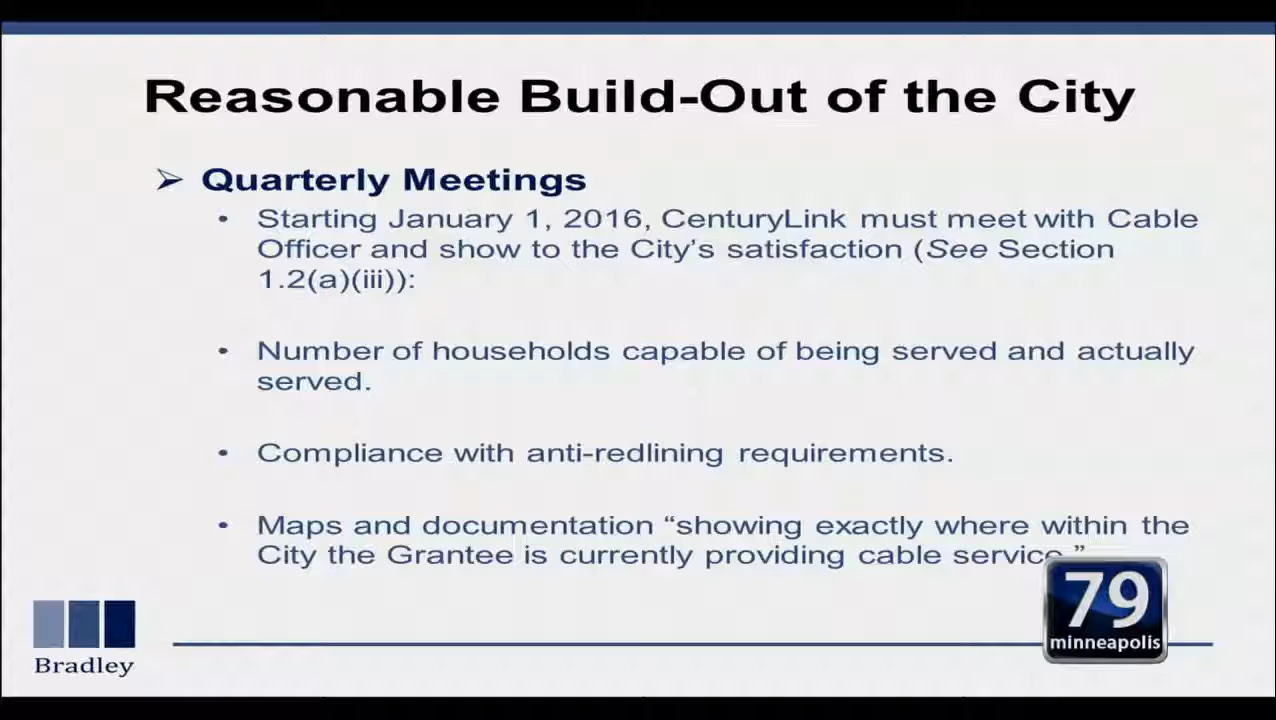 Reasonable Build-Out of the City
➢ Quarterly Meetings
• Starting January 1, 2016, CenturyLink must meet with Cable
Officer and show to the City’s satisfaction (See Section
1.2(a)(iii)):
• Number of households capable of being served and actually
served.
• Compliance with anti-redlining requirements.
• Maps and documentation “showing exactly where within the
City the Grantee is currently providing cable service.”
79
minneapolis
Bradley